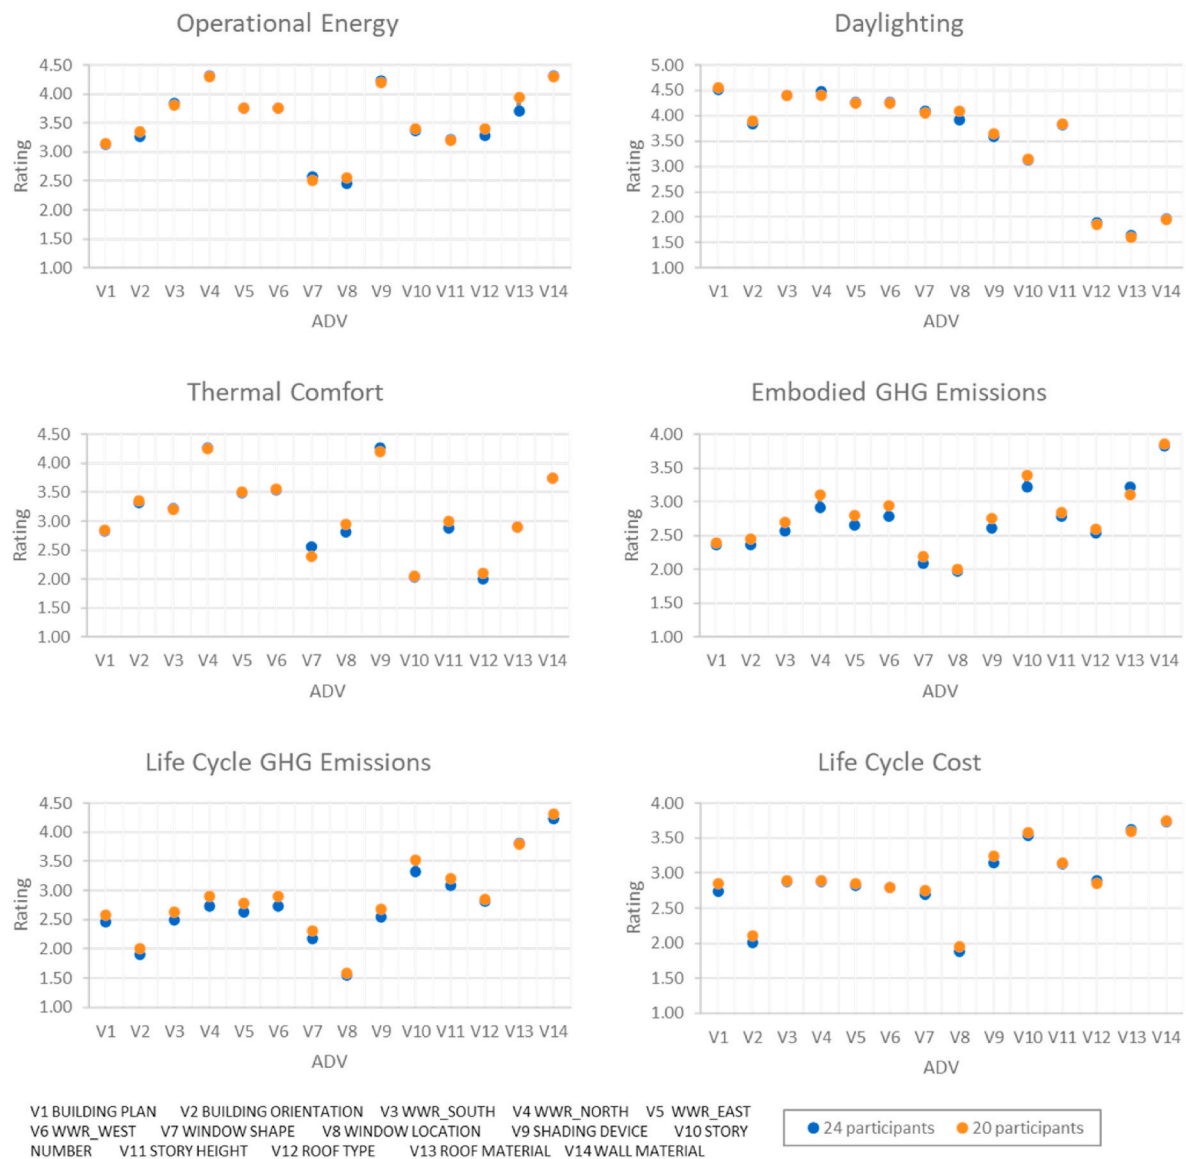 Operational Energy
4.50
4.00
3.50
3.00
2.50
2.00
1.50
1.00
Rating
V1 V2 V3 V4 V5 V6 V7 V8 V9 V10 V11 V12 V13 V14
ADV
Daylighting
5.00
4.50
4.00
3.50
3.00
2.50
2.00
1.50
1.00
Rating
V1 V2 V3 V4 V5 V6 V7 V8 V9 V10 V11 V12 V13 V14
ADV
Thermal Comfort
4.50
4.00
3.50
3.00
2.50
2.00
1.50
1.00
Rating
V1 V2 V3 V4 V5 V6 V7 V8 V9 V10 V11 V12 V13 V14
ADV
Embodied GHG Emissions
4.00
3.50
3.00
2.50
2.00
1.50
1.00
Rating
V1 V2 V3 V4 V5 V6 V7 V8 V9 V10 V11 V12 V13 V14
ADV
Life Cycle GHG Emissions
4.50
4.00
3.50
3.00
2.50
2.00
1.50
1.00
Rating
V1 V2 V3 V4 V5 V6 V7 V8 V9 V10 V11 V12 V13 V14
ADV
Life Cycle Cost
4.00
3.50
3.00
2.50
2.00
1.50
1.00
Rating
V1 V2 V3 V4 V5 V6 V7 V8 V9 V10 V11 V12 V13 V14
ADV
V1 BUILDING PLAN V2 BUILDING ORIENTATION V3 WWR_SOUTH V4 WWR_NORTH V5 WWR_EAST
V6 WWR_WEST V7 WINDOW SHAPE V8 WINDOW LOCATION V9 SHADING DEVICE V10 STORY
NUMBER V11 STORY HEIGHT V12 ROOF TYPE V13 ROOF MATERIAL V14 WALL MATERIAL
24 participants 20 participants